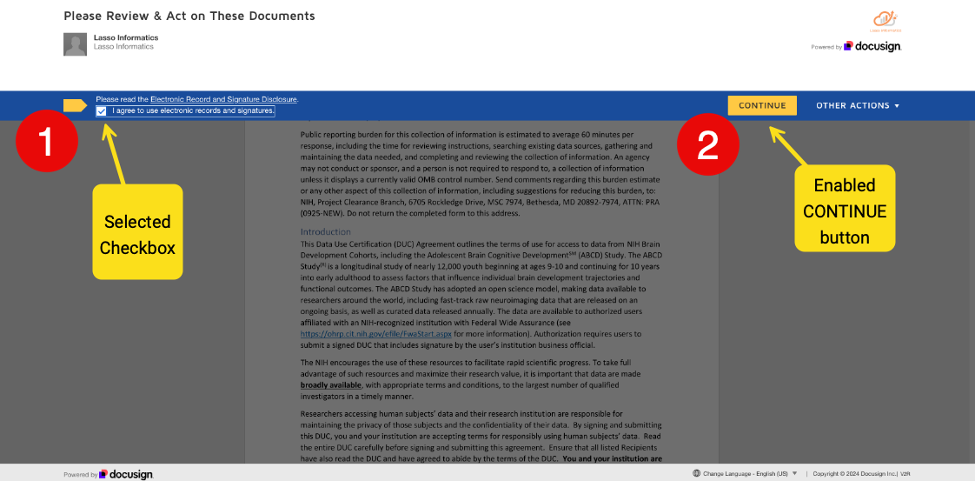 Please Review & Act on These Documents
Lasso Informatics
Lasso Informatics
LASSO INFORMATICS
Powered by docusign
Please read the Electronic Record and Signature Disclosure.
I agree to use electronic records and signatures.
CONTINUE
OTHER ACTIONS
1
2
Selected
Checkbox
Enabled
CONTINUE
button
Public reporting burden for this collection of information is estimated to average 60 minutes per
response, including the time for reviewing instructions, searching existing data sources, gathering and
maintaining the data needed, and completing and reviewing the collection of information. An agency
may not conduct or sponsor, and a person is not required to respond to, a collection of information
unless it displays a currently valid OMB control number. Send comments regarding this burden estimate
or any other aspect of this collection of information, including suggestions for reducing this burden, to:
NIH, Project Clearance Branch, 6705 Rockledge Drive, MSC 7974, Bethesda, MD 20892-7974, ATTN: PRA
(0925-NEW). Do not return the completed form to this address.
Introduction
This Data Use Certification (DUC) Agreement outlines the terms of use for access to data from NIH Brain
Development Cohorts, including the Adolescent Brain Cognitive Development℠ (ABCD) Study. The ABCD
Study® is a longitudinal study of nearly 12,000 youth beginning at ages 9-10 and continuing for 10 years
into early adulthood to assess factors that influence individual brain development trajectories and
functional outcomes. The ABCD Study has adopted an open science model, making data available to
researchers around the world, including fast-track raw neuroimaging data that are released on an
ongoing basis, as well as curated data released annually. The data are available to authorized users
affiliated with an NIH-recognized institution with Federal Wide Assurance (see
https://ohrp.cit.nih.gov/efile/FwaStart.aspx for more information). Authorization requires users to
submit a signed DUC that includes signature by the user's institution business official.
The NIH encourages the use of these resources to facilitate rapid scientific progress. To take full
advantage of such resources and maximize their research value, it is important that data are made
broadly available, with appropriate terms and conditions, to the largest number of qualified
investigators in a timely manner.
Researchers accessing human subjects' data and their research institution are responsible for
maintaining the privacy of those subjects and the confidentiality of their data. By signing and submitting
this DUC, you and your institution are accepting terms for responsibly using human subjects' data. Read
the entire DUC carefully before signing and submitting this agreement. Ensure that all listed Recipients
have also read the DUC and have agreed to abide by the terms of the DUC. You and your institution are
Powered by docusign
Change Language - English (US) | Copyright © 2024 Docusign Inc. | V2R